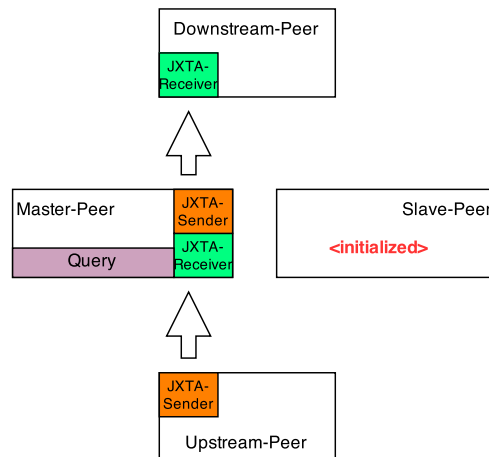 Downstream-Peer
JXTA-
Receiver
Master-Peer
JXTA-
Sender
Slave-Peer
JXTA-
Receiver
Query
<initialized>
JXTA-
Sender
Upstream-Peer